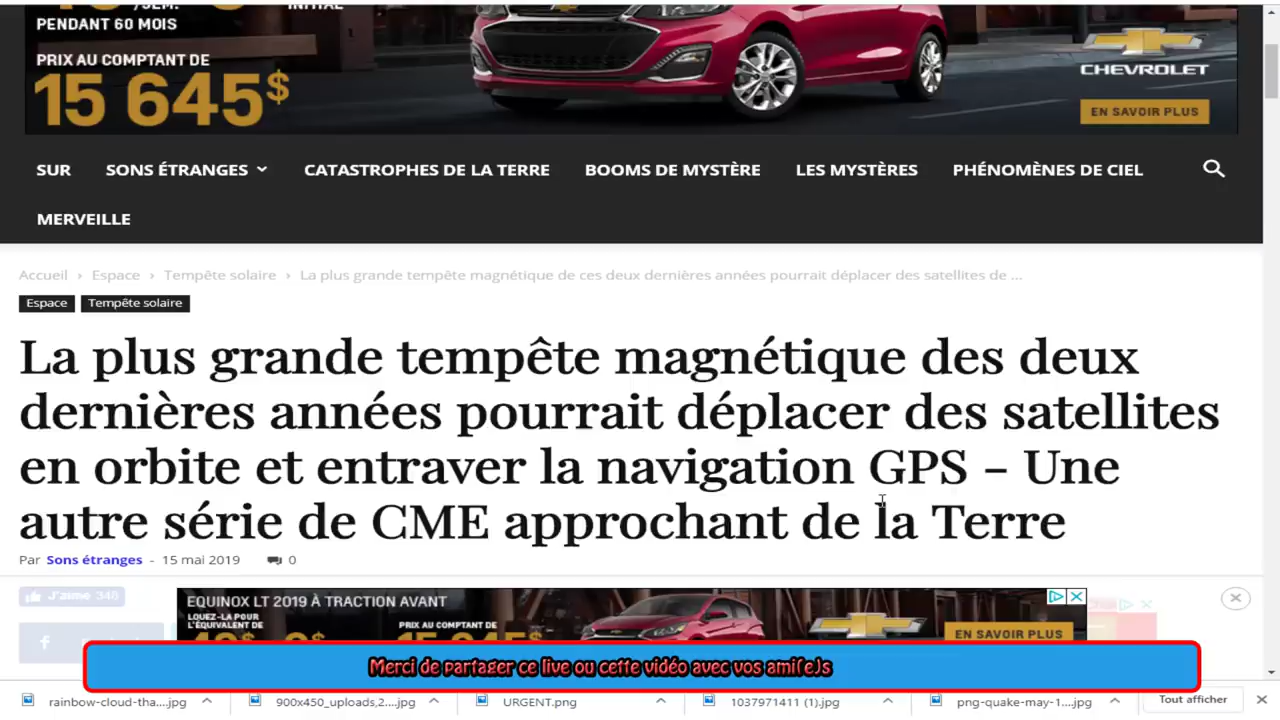 PENDANT 60 MOIS
PRIX AU COMPTANT DE
15 645$
CHEVROLET
EN SAVOIR PLUS
SUR SONS ÉTRANGES CATASTROPHES DE LA TERRE BOOMS DE MYSTÈRE LES MYSTÈRES PHÉNOMÈNES DE CIEL
MERVEILLE
Accueil › Espace › Tempête solaire › La plus grande tempête magnétique de ces deux dernières années pourrait déplacer des satellites de ...
Espace Tempête solaire
La plus grande tempête magnétique des deux
dernières années pourrait déplacer des satellites
en orbite et entraver la navigation GPS – Une
autre série de CME approchant de la Terre
Par Sons étranges - 15 mai 2019 0
J'aime 348
EQUINOX LT 2019 À TRACTION AVANT
LOUEZ-LA POUR
L'ÉQUIVALENT DE
PRIX AU COMPTANT DE
EN SAVOIR PLUS
Merci de partager ce live ou cette vidéo avec vos ami(e)s
rainbow-cloud-tha....jpg 900x450_uploads,2....jpg URGENT.png 1037971411 (1).jpg png-quake-may-1....jpg Tout afficher